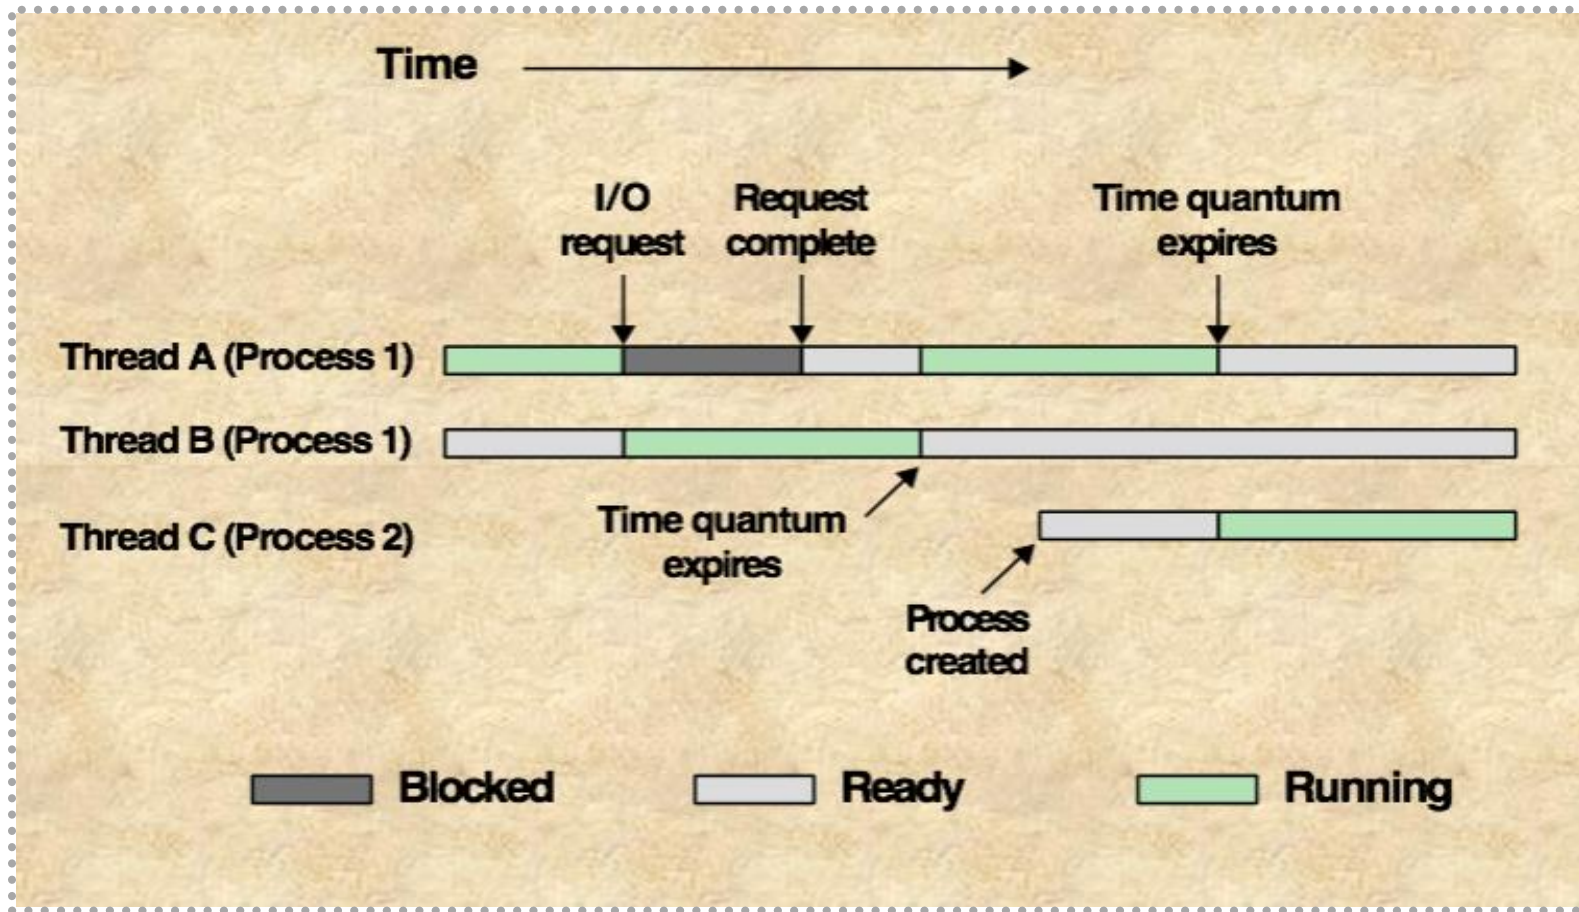 Time
I/O
request
Request
complete
Time quantum
expires
Thread A (Process 1)
Thread B (Process 1)
Thread C (Process 2)
Time quantum
expires
Process
created
Blocked
Ready
Running